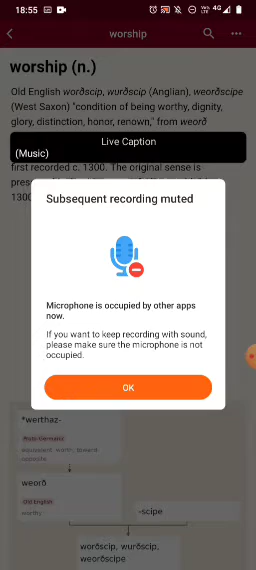 18:55
4G
worship
worship (n.)
Old English worðscip, wurðscip (Anglian), weorðscipe
(West Saxon) "condition of being worthy, dignity,
glory, distinction, honor, renown," from weorð
Live Caption
(Music)
first recorded c. 1300. The original sense is
Subsequent recording muted
Microphone is occupied by other apps
now.
If you want to keep recording with sound,
please make sure the microphone is not
occupied.
OK
*werthaz-
Proto-Germanic
weorð
Old English
worthy
-scipe
worðscip, wurðscip,
weorðscipe